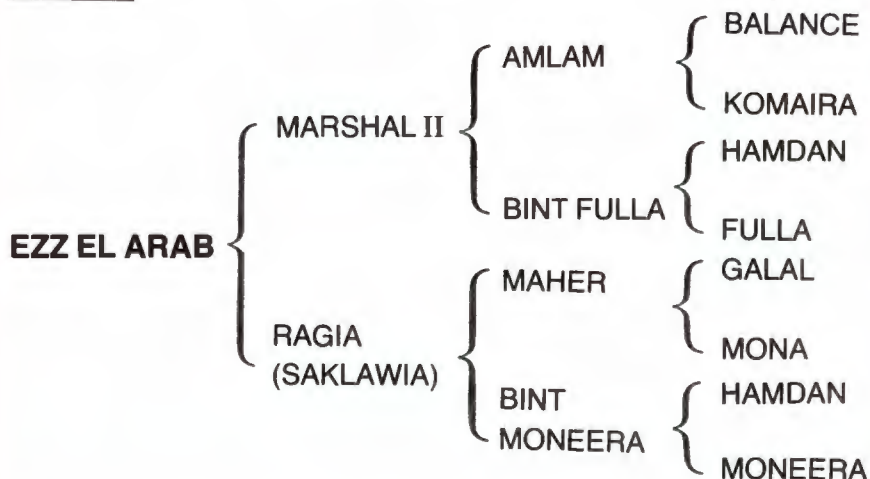 BALANCE
AMLAM
KOMAIRA
MARSHAL II
HAMDAN
BINT FULLA
FULLA
EZZ EL ARAB
GALAL
MAHER
RAGIA
(SAKLAWIA)
MONA
BINT
MONEERA
HAMDAN
MONEERA